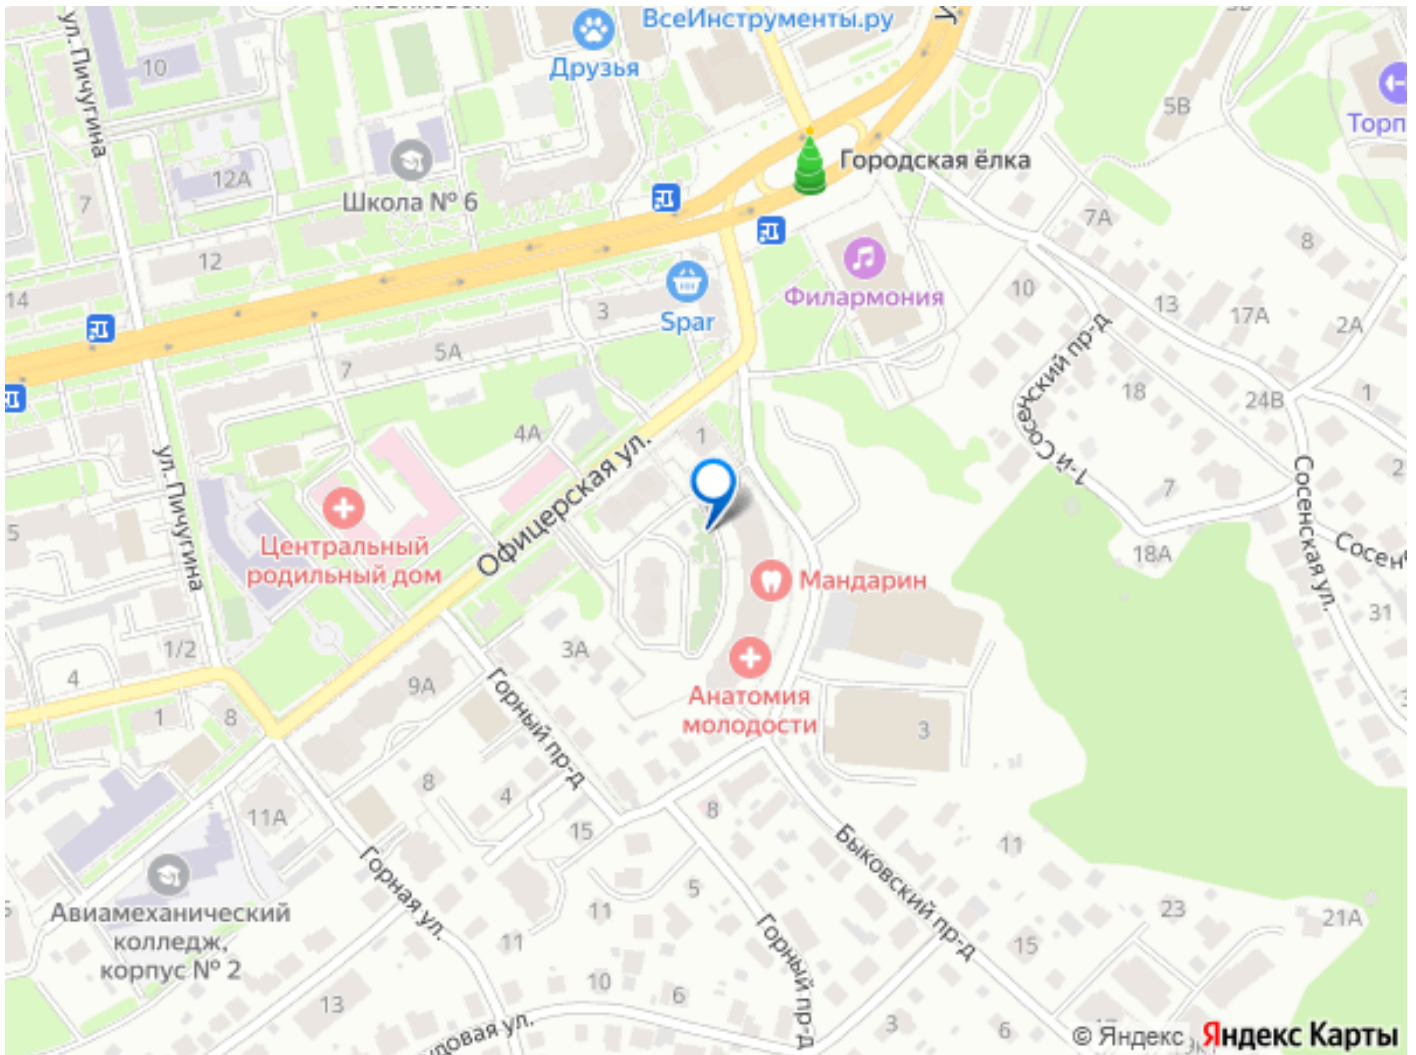 ВсеИнструменты.ру
ул. Пичугина
10
Друзья
5В
Торп
Городская ёлка
12А
Школа № 6
7
7А
8
12
Филармония
10
14
3
13
17А
2А
Spar
5А
7
1-й Сосенский пр-д
18
24В
1
4А
1
Офицерская ул.
ул. Пичугина
7
2
Сосенская ул.
5
Центральный
родильный дом
18А
Сосенс
Мандарин
31
1/2
3А
4
9А
Анатомия
молодости
Горный пр-д
1
8
3
8
4
11А
15
8
11
Быковский пр-д
Горная ул.
5
Авиамеханический
колледж,
корпус № 2
11
23
21А
Горный пр-д
11
15
10
6
13
3
6
довая ул.
© Яндекс Яндекс Карты